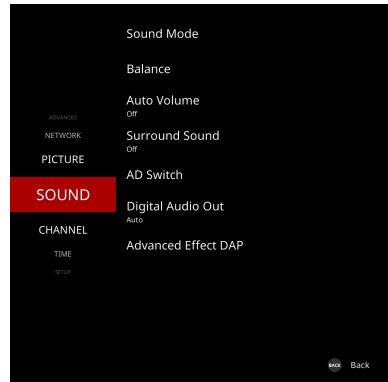 ADVANCED
NETWORK
PICTURE
SOUND
CHANNEL
TIME
SETUP
Sound Mode
Balance
Auto Volume
Off
Surround Sound
Off
AD Switch
Digital Audio Out
Auto
Advanced Effect DAP
BACK Back